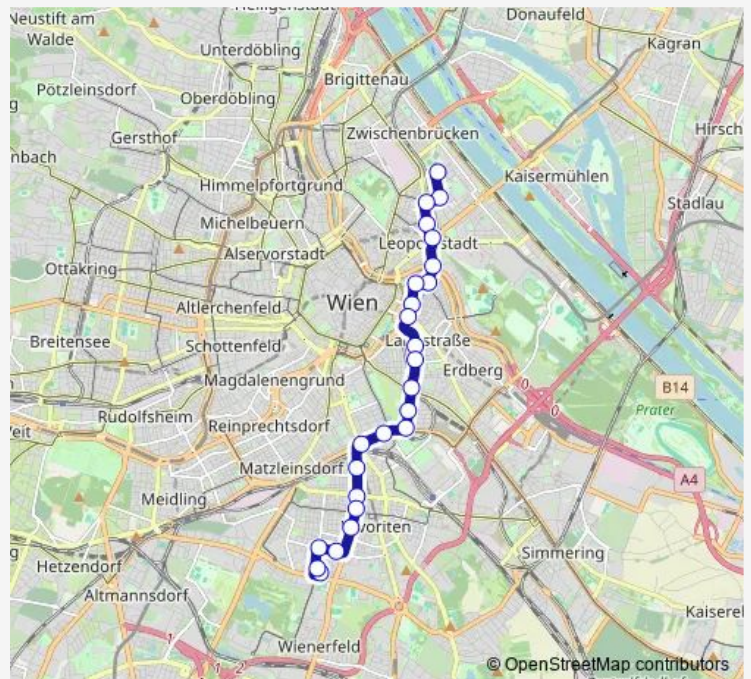 Neustift am
Walde
Unterdöbling
Donaufeld
Kagran
Pötzleinsdorf
Oberdöbling
Brigittenau
Gersthof
Zwischenbrücken
Hirsch
nbach
Himmelpfortgrund
Kaisermühlen
Michelbeuern
Stadlau
Alservorstadt
Leopoldstadt
Ottakring
Altlerchenfeld
Wien
Breitensee
Schottenfeld
Landstraße
Magdalenengrund
Erdberg
B14
Rudolfsheim
Reinprechtsdorf
Prater
Matzleinsdorf
A4
Meidling
Favoriten
Hetzendorf
Simmering
Altmannsdorf
Kaiserel
Wienerfeld
© OpenStreetMap contributors